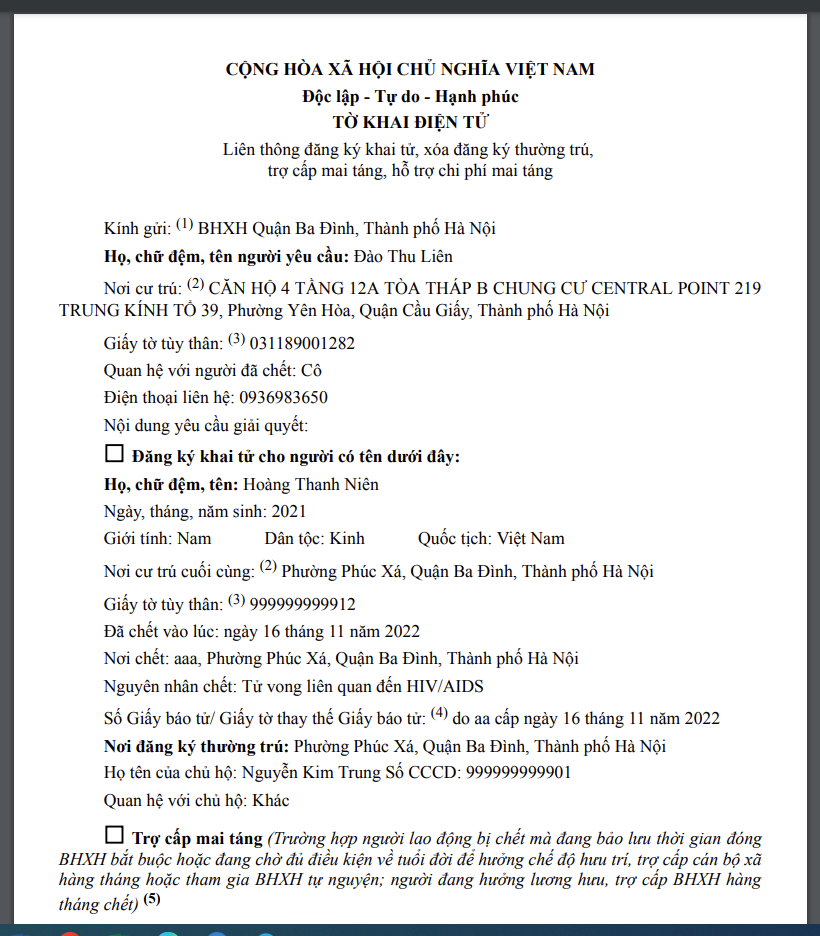 CỘNG HÒA XÃ HỘI CHỦ NGHĨA VIỆT NAM
Độc lập - Tự do - Hạnh phúc
TỜ KHAI ĐIỆN TỬ
Liên thông đăng ký khai tử, xóa đăng ký thường trú,
trợ cấp mai táng, hỗ trợ chi phí mai táng
Kính gửi: (1) BHXH Quận Ba Đình, Thành phố Hà Nội
Họ, chữ đệm, tên người yêu cầu: Đào Thu Liên
Nơi cư trú: (2) CĂN HỘ 4 TẦNG 12A TÒA THÁP B CHUNG CƯ CENTRAL POINT 219
TRUNG KÍNH TỔ 39, Phường Yên Hòa, Quận Cầu Giấy, Thành phố Hà Nội
Giấy tờ tùy thân: (3) 031189001282
Quan hệ với người đã chết: Cô
Điện thoại liên hệ: 0936983650
Nội dung yêu cầu giải quyết:
Đăng ký khai tử cho người có tên dưới đây:
Họ, chữ đệm, tên: Hoàng Thanh Niên
Ngày, tháng, năm sinh: 2021
Giới tính: Nam Dân tộc: Kinh Quốc tịch: Việt Nam
Nơi cư trú cuối cùng: (2) Phường Phúc Xá, Quận Ba Đình, Thành phố Hà Nội
Giấy tờ tùy thân: (3) 999999999912
Đã chết vào lúc: ngày 16 tháng 11 năm 2022
Nơi chết: aaa, Phường Phúc Xá, Quận Ba Đình, Thành phố Hà Nội
Nguyên nhân chết: Tử vong liên quan đến HIV/AIDS
Số Giấy báo tử/ Giấy tờ thay thế Giấy báo tử: (4) do aa cấp ngày 16 tháng 11 năm 2022
Nơi đăng ký thường trú: Phường Phúc Xá, Quận Ba Đình, Thành phố Hà Nội
Họ tên của chủ hộ: Nguyễn Kim Trung Số CCCD: 999999999901
Quan hệ với chủ hộ: Khác
Trợ cấp mai táng (Trường hợp người lao động bị chết mà đang bảo lưu thời gian đóng
BHXH bắt buộc hoặc đang chờ đủ điều kiện về tuổi đời để hưởng chế độ hưu trí, trợ cấp cán bộ xã
hàng tháng hoặc tham gia BHXH tự nguyện; người đang hưởng lương hưu, trợ cấp BHXH hàng
tháng chết) (5)